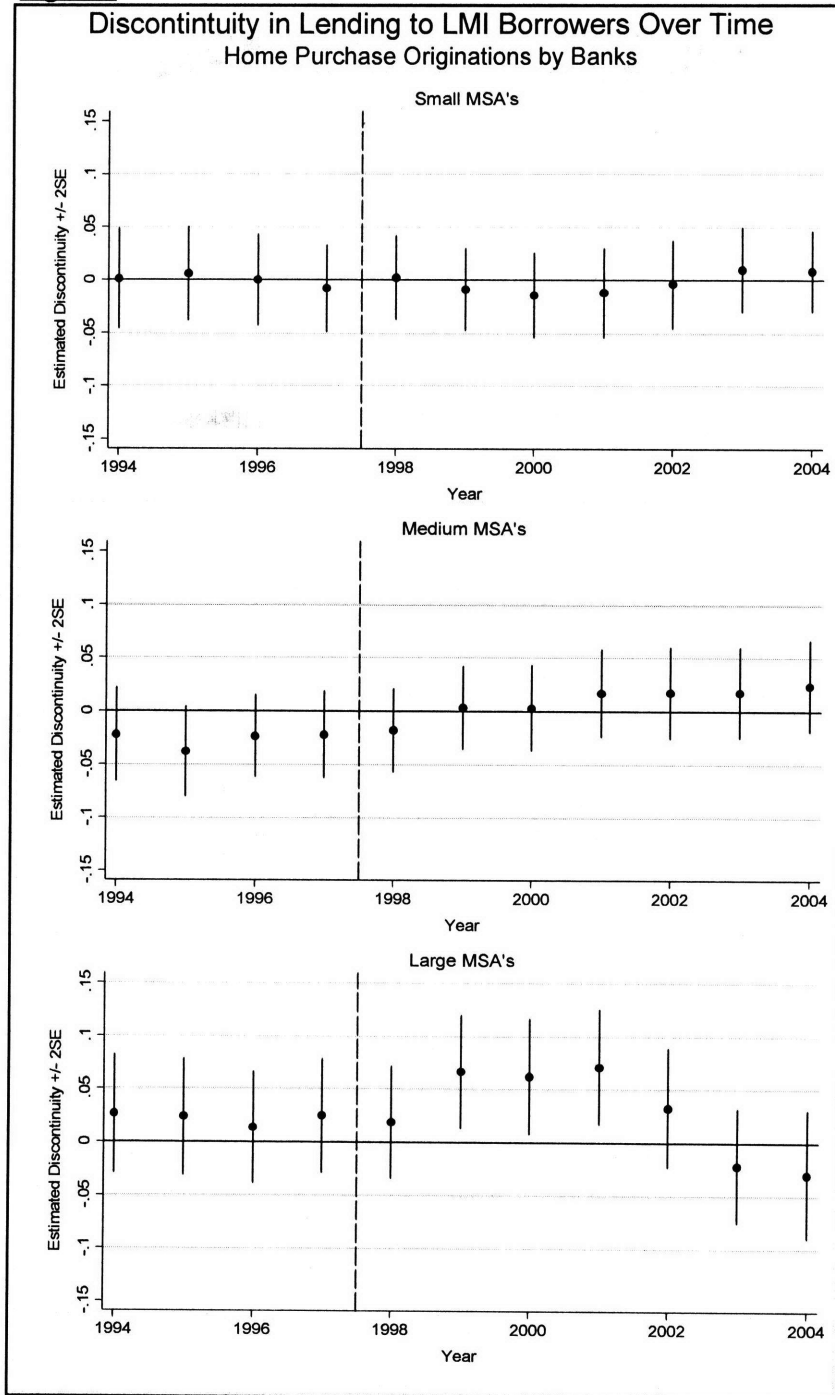 Discontintuity in Lending to LMI Borrowers Over Time
Home Purchase Originations by Banks
Small MSA's
Estimated Discontinuity +/- 2SE
.15
.1
.05
0
-.05
-.1
-.15
1994 1996 1998 2000 2002 2004
Year
Medium MSA's
Estimated Discontinuity +/- 2SE
.15
.1
.05
0
-.05
-.1
-.15
1994 1996 1998 2000 2002 2004
Year
Large MSA's
Estimated Discontinuity +/- 2SE
.15
.1
.05
0
-.05
-.1
-.15
1994 1996 1998 2000 2002 2004
Year